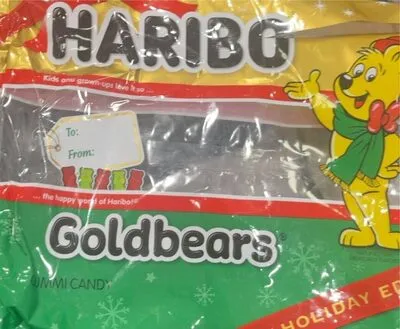 HARIBO
Kids and grown-ups love it so ...
To:
From:
... the happy world of Haribo!
Goldbears®
GUMMI CANDY
HOLIDAY ED